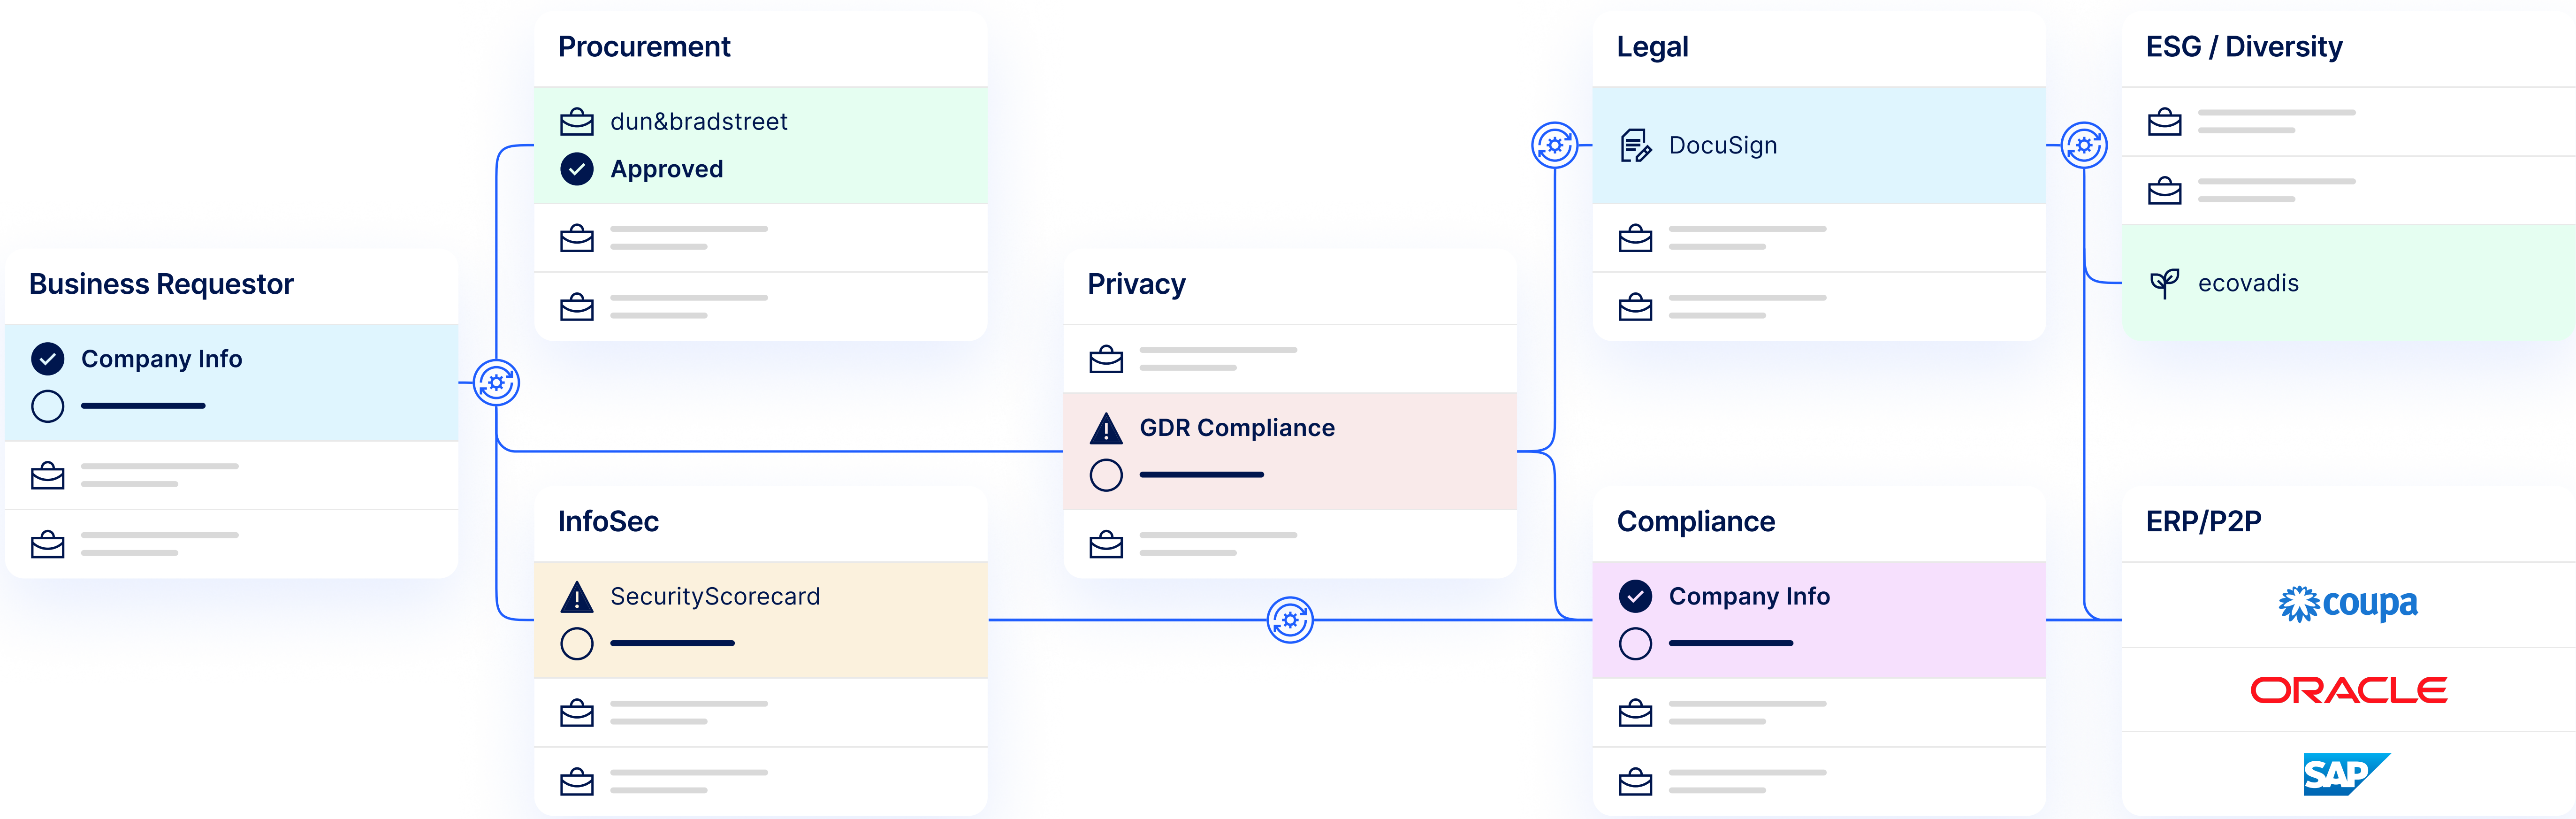 Business Requestor
Company Info
Procurement
dun&bradstreet
Approved
InfoSec
SecurityScorecard
Privacy
GDR Compliance
Legal
DocuSign
Compliance
Company Info
ESG / Diversity
ecovadis
ERP/P2P
coupa
ORACLE
SAP